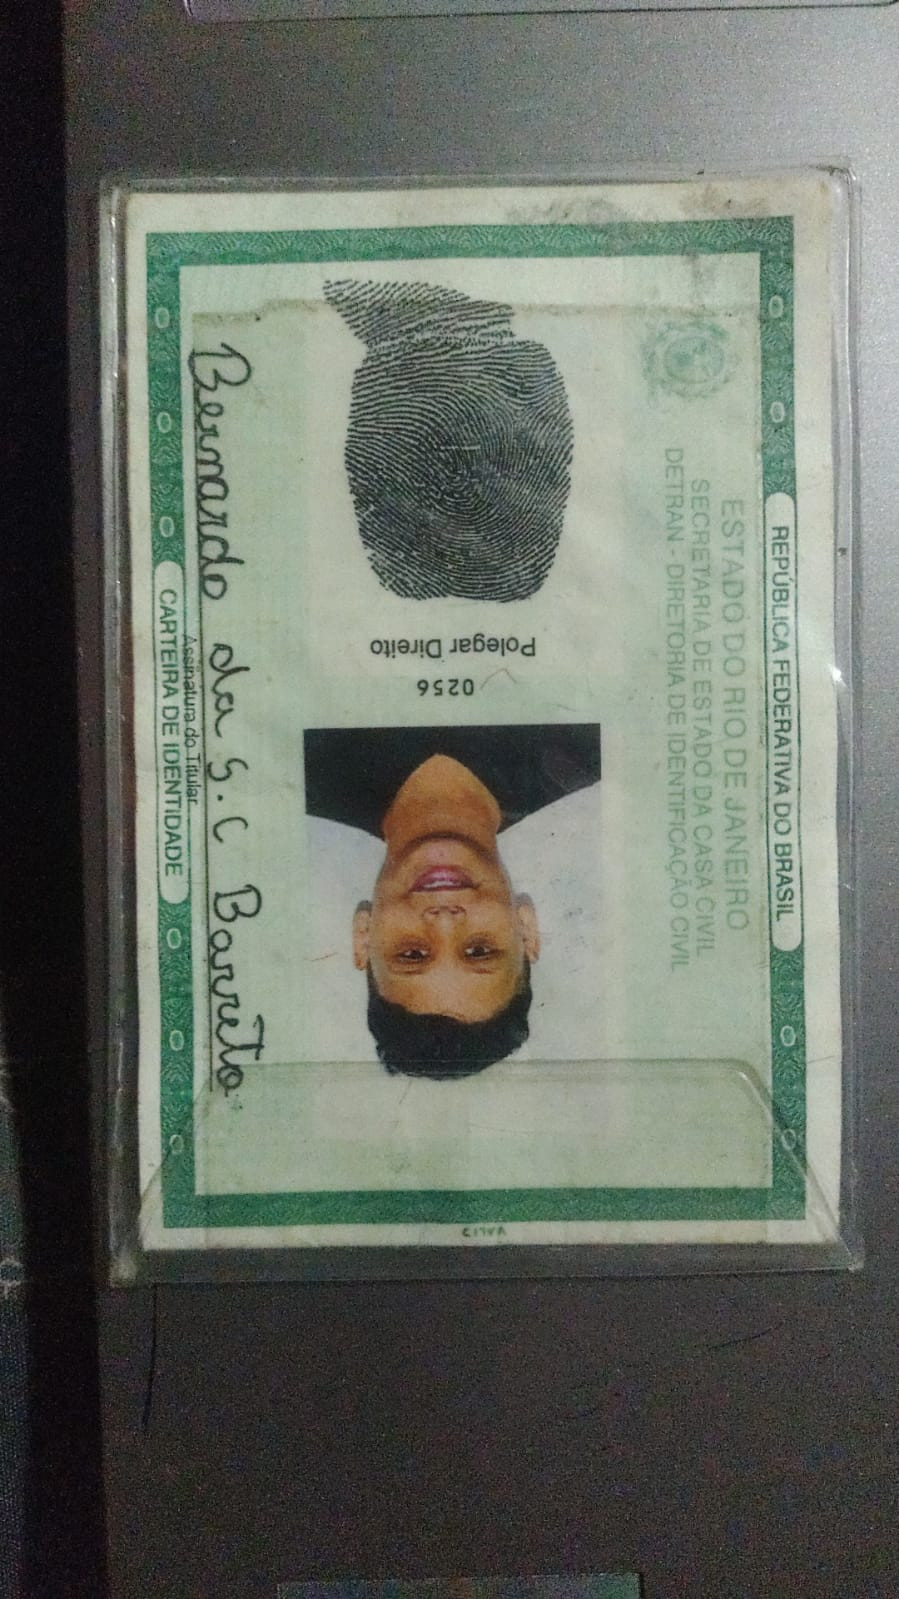 REPÚBLICA FEDERATIVA DO BRASIL
ESTADO DO RIO DE JANEIRO
SECRETARIA DE ESTADO DA CASA CIVIL
DETRAN - DIRETORIA DE IDENTIFICAÇÃO CIVIL
Polegar Direito
0256
Bernardo da S. C Barreto
Assinatura do Titular
CARTEIRA DE IDENTIDADE